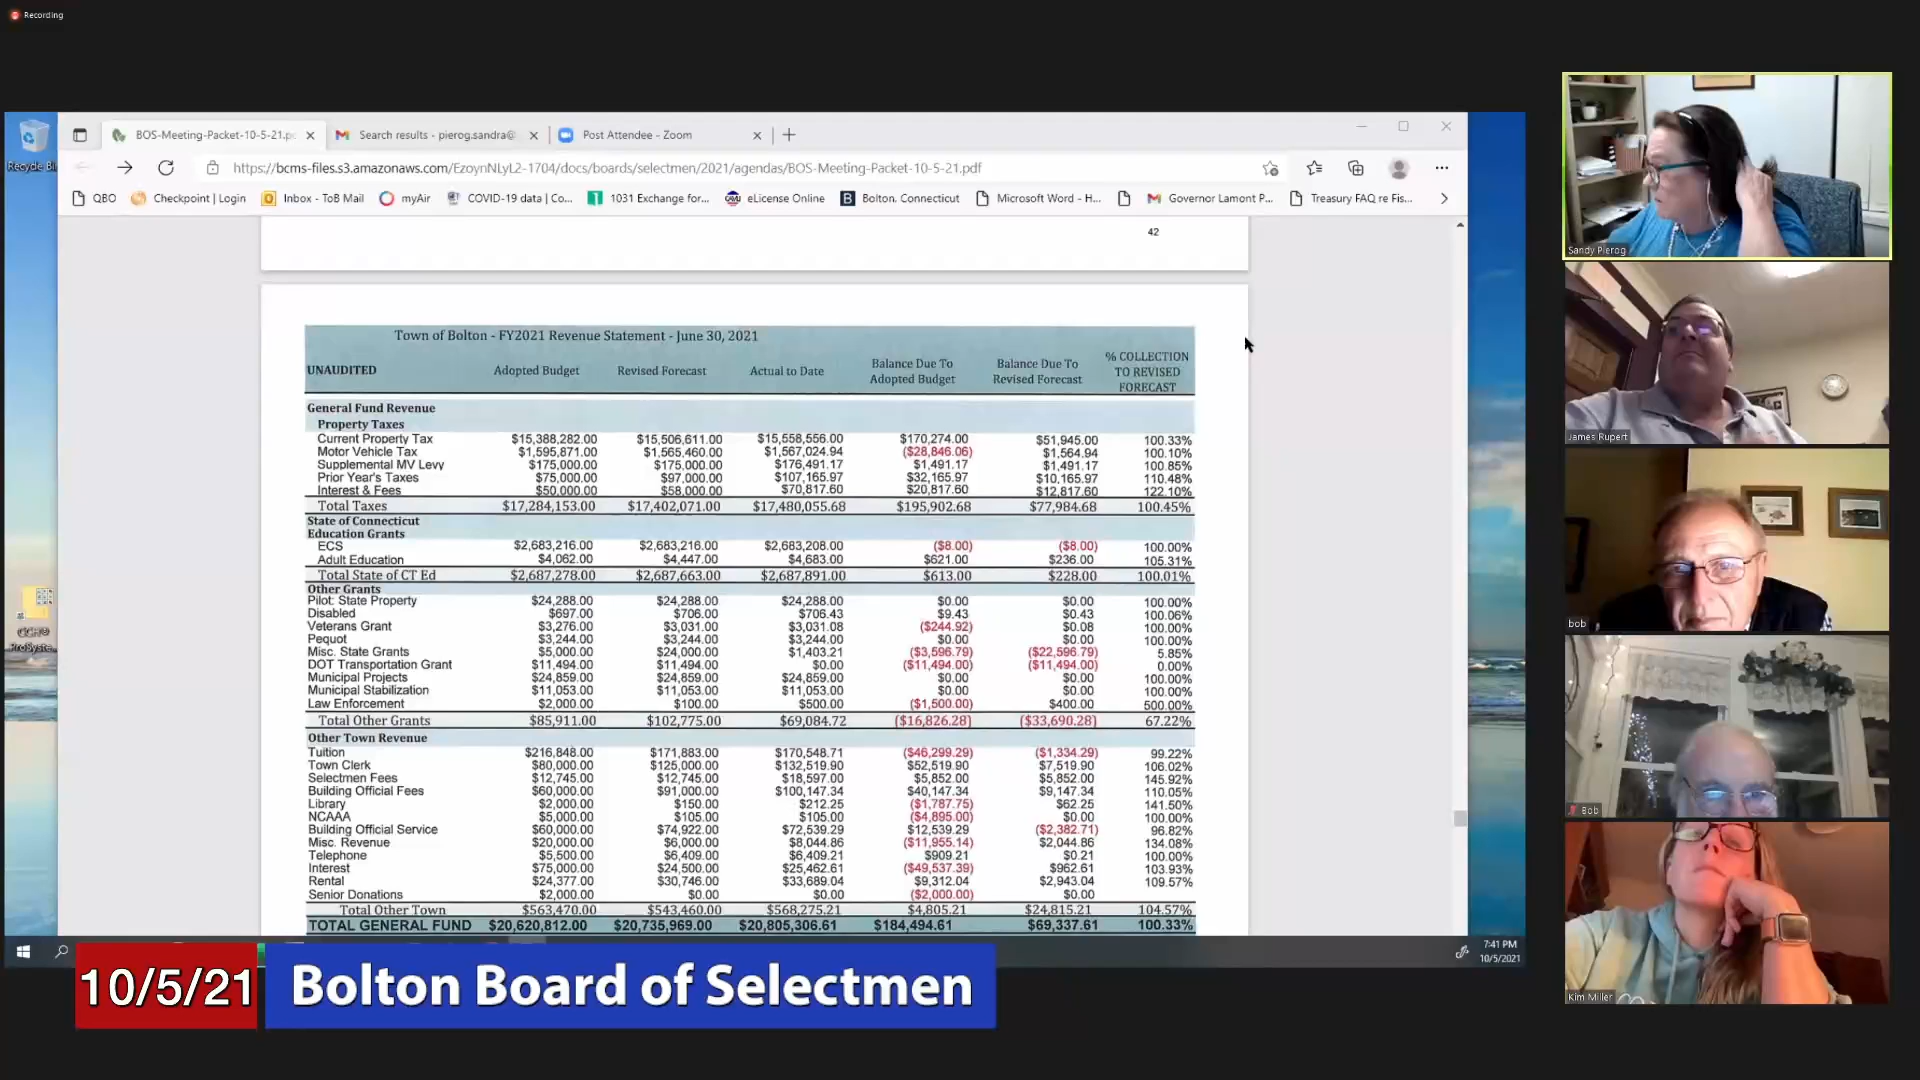 Recording
BOS-Meeting-Packet-10-5-21.pd
Search results - pierog.sandra@
Post Attendee - Zoom
https://bcms-files.s3.amazonaws.com/EzoynNLyL2-1704/docs/boards/selectmen/2021/agendas/BOS-Meeting-Packet-10-5-21.pdf
QBO Checkpoint | Login Inbox - ToB Mail myAir COVID-19 data | Co... 1031 Exchange for... eLicense Online Bolton, Connecticut Microsoft Word - H... Governor Lamont P... Treasury FAQ re Fis...
Recycle Bi
42
Town of Bolton - FY2021 Revenue Statement - June 30, 2021
UNAUDITED Adopted Budget Revised Forecast Actual to Date Balance Due To Adopted Budget Balance Due To Revised Forecast % COLLECTION TO REVISED FORECAST
General Fund Revenue
Property Taxes
Current Property Tax $15,388,282.00 $15,506,611.00 $15,558,556.00 $170,274.00 $51,945.00 100.33%
Motor Vehicle Tax $1,595,871.00 $1,565,460.00 $1,567,024.94 ($28,846.06) $1,564.94 100.10%
Supplemental MV Levy $175,000.00 $175,000.00 $176,491.17 $1,491.17 $1,491.17 100.85%
Prior Year's Taxes $75,000.00 $97,000.00 $107,165.97 $32,165.97 $10,165.97 110.48%
Interest & Fees $50,000.00 $58,000.00 $70,817.60 $20,817.60 $12,817.60 122.10%
Total Taxes $17,284,153.00 $17,402,071.00 $17,480,055.68 $195,902.68 $77,984.68 100.45%
State of Connecticut
Education Grants
ECS $2,683,216.00 $2,683,216.00 $2,683,208.00 ($8.00) ($8.00) 100.00%
Adult Education $4,062.00 $4,447.00 $4,683.00 $621.00 $236.00 105.31%
Total State of CT Ed $2,687,278.00 $2,687,663.00 $2,687,891.00 $613.00 $228.00 100.01%
Other Grants
Pilot: State Property $24,288.00 $24,288.00 $24,288.00 $0.00 $0.00 100.00%
Disabled $697.00 $706.00 $706.43 $9.43 $0.43 100.06%
Veterans Grant $3,276.00 $3,031.00 $3,031.08 ($244.92) $0.08 100.00%
Pequot $3,244.00 $3,244.00 $3,244.00 $0.00 $0.00 100.00%
Misc. State Grants $5,000.00 $24,000.00 $1,403.21 ($3,596.79) ($22,596.79) 5.85%
DOT Transportation Grant $11,494.00 $11,494.00 $0.00 ($11,494.00) ($11,494.00) 0.00%
Municipal Projects $24,859.00 $24,859.00 $24,859.00 $0.00 $0.00 100.00%
Municipal Stabilization $11,053.00 $11,053.00 $11,053.00 $0.00 $0.00 100.00%
Law Enforcement $2,000.00 $100.00 $500.00 ($1,500.00) $400.00 500.00%
Total Other Grants $85,911.00 $102,775.00 $69,084.72 ($16,826.28) ($33,690.28) 67.22%
Other Town Revenue
Tuition $216,848.00 $171,883.00 $170,548.71 ($46,299.29) ($1,334.29) 99.22%
Town Clerk $80,000.00 $125,000.00 $132,519.90 $52,519.90 $7,519.90 106.02%
Selectmen Fees $12,745.00 $12,745.00 $18,597.00 $5,852.00 $5,852.00 145.92%
Building Official Fees $60,000.00 $91,000.00 $100,147.34 $40,147.34 $9,147.34 110.05%
Library $2,000.00 $150.00 $212.25 ($1,787.75) $62.25 141.50%
NCAAA $5,000.00 $105.00 $105.00 ($4,895.00) $0.00 100.00%
Building Official Service $60,000.00 $74,922.00 $72,539.29 $12,539.29 ($2,382.71) 96.82%
Misc. Revenue $20,000.00 $6,000.00 $8,044.86 ($11,955.14) $2,044.86 134.08%
Telephone $5,500.00 $6,409.00 $6,409.21 $909.21 $0.21 100.00%
Interest $75,000.00 $24,500.00 $25,462.61 ($49,537.39) $962.61 103.93%
Rental $24,377.00 $30,746.00 $33,689.04 $9,312.04 $2,943.04 109.57%
Senior Donations $2,000.00 $0.00 $0.00 ($2,000.00) $0.00
Total Other Town $563,470.00 $543,460.00 $568,275.21 $4,805.21 $24,815.21 104.57%
TOTAL GENERAL FUND $20,620,812.00 $20,735,969.00 $20,805,306.61 $184,494.61 $69,337.61 100.33%
7:41 PM
10/5/2021
10/5/21 Bolton Board of Selectmen
Sandy Pierog
James Rupert
bob
Bob
Kim Miller